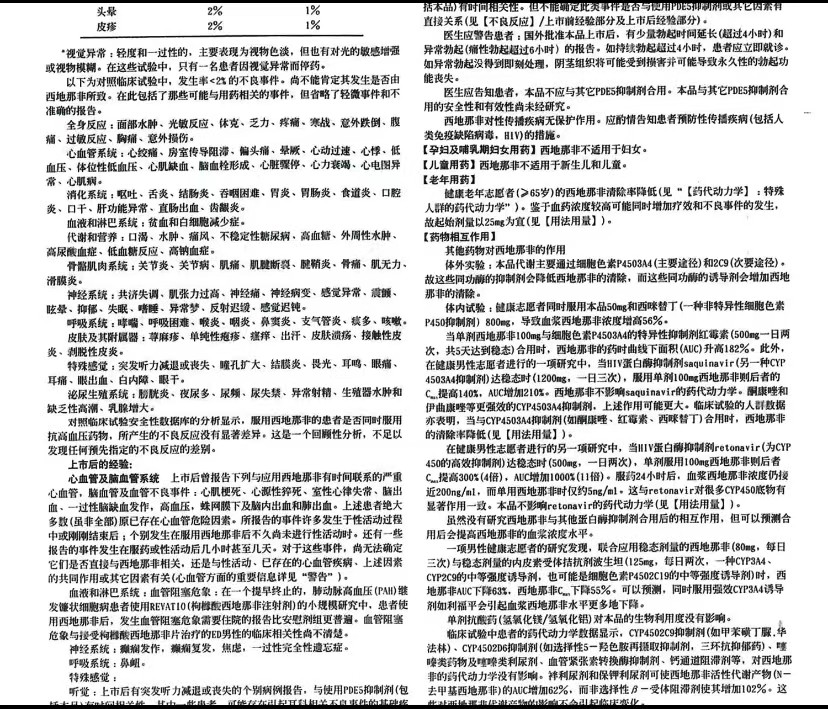 头晕 2% 1%
皮疹 2% 1%
*视觉异常：轻度和一过性的，主要表现为视物色淡，但也有对光的敏感增强
或视物模糊。在这些试验中，只有一名患者因视觉异常而停药。
以下为对照临床试验中，发生率<2%的不良事件。尚不能肯定其发生是否由
西地那非所致。在此包括了那些可能与用药相关的事件，但省略了轻微事件和不
准确的报告。
全身反应：面部水肿、光敏反应、休克、乏力、疼痛、寒战、意外跌倒、腹
痛、过敏反应、胸痛、意外损伤。
心血管系统：心绞痛、房室传导阻滞、偏头痛、晕厥、心动过速、心悸、低
血压、体位性低血压、心肌缺血、脑血栓形成、心脏骤停、心力衰竭、心电图异
常、心肌病。
消化系统：呕吐、舌炎、结肠炎、吞咽困难、胃炎、胃肠炎、食道炎、口腔
炎、口干、肝功能异常、直肠出血、齿龈炎。
血液和淋巴系统：贫血和白细胞减少症。
代谢和营养：口渴、水肿、痛风、不稳定性糖尿病、高血糖、外周性水肿、
高尿酸血症、低血糖反应、高钠血症。
骨骼肌肉系统：关节炎、关节病、肌痛、肌腱断裂、腱鞘炎、骨痛、肌无力、
滑膜炎。
神经系统：共济失调、肌张力过高、神经痛、神经病变、感觉异常、震颤、
眩晕、抑郁、失眠、嗜睡、异常梦、反射迟缓、感觉迟钝。
呼吸系统：哮喘、呼吸困难、喉炎、咽炎、鼻窦炎、支气管炎、痰多、咳嗽。
皮肤及其附属器：荨麻疹、单纯性疱疹、瘙痒、出汗、皮肤溃疡、接触性皮
炎、剥脱性皮炎。
特殊感觉：突发听力减退或丧失、瞳孔扩大、结膜炎、畏光、耳鸣、眼痛、
耳痛、眼出血、白内障、眼干。
泌尿生殖系统：膀胱炎、夜尿多、尿频、尿失禁、异常射精、生殖器水肿和
缺乏性高潮、乳腺增大。
对照临床试验安全性数据库的分析显示，服用西地那非的患者是否同时服用
抗高血压药物，所产生的不良反应没有显著差异。这是一个回顾性分析，不足以
发现任何预先指定的不良反应的差别。
上市后的经验：
心血管及脑血管系统 上市后曾报告下列与应用西地那非有时间联系的严重
心血管，脑血管及血管不良事件：心肌梗死、心源性猝死、室性心律失常、脑出
血、一过性脑缺血发作，高血压，蛛网膜下及脑内出血和肺出血。上述患者绝大
多数(虽非全部)原已存在心血管危险因素。所报告的事件许多发生于性活动过程
中或刚刚结束后；个别发生在服用西地那非后不久尚未进行性活动时。还有一些
报告的事件发生在服药或性活动后几小时甚至几天。对于这些事件，尚无法确定
它们是否直接与西地那非相关，还是与性活动、已存在的心血管疾病、上述因素
的共同作用或其它因素有关(心血管方面的重要信息详见“警告”)。
血液和淋巴系统：血管阻塞危象：在一个提早终止的，肺动脉高血压(PAH)继
发镰状细胞病患者使用REVATIO(枸橼酸西地那非注射剂)的小规模研究中，患者使
用西地那非后，发生血管阻塞危象需要住院的报告比安慰剂组更普遍。血管阻塞
危象与接受枸橼酸西地那非片治疗的ED男性的临床相关性尚不清楚。
神经系统：癫痫发作，癫痫复发，焦虑，一过性完全性遗忘症。
呼吸系统：鼻衄。
特殊感觉：
听觉：上市后有突发听力减退或丧失的个别病例报告，与使用PDE5抑制剂(包
括本品)有时间相关性。但不能确定此类事件是否与使用PDE5抑制剂或其它因素有
直接关系(见【不良反应】/上市前经验部分及上市后经验部分)。
医生应警告患者：国外批准本品上市后，有少量勃起时间延长(超过4小时)和
异常勃起(痛性勃起超过6小时）的报告。如持续勃起超过4小时，患者应立即就诊。
如异常勃起没得到即刻处理，阴茎组织将可能受到损害并可能导致永久性的勃起功
能丧失。
医生应告知患者，本品不应与其它PDE5抑制剂合用。本品与其它PDE5抑制剂合
用的安全性和有效性尚未经研究。
西地那非对性传播疾病无保护作用。应酌情告知患者预防性传播疾病(包括人
类免疫缺陷病毒，HIV)的措施。
【孕妇及哺乳期妇女用药】西地那非不适用于妇女。
【儿童用药】西地那非不适用于新生儿和儿童。
【老年用药】
健康老年志愿者(≥65岁)的西地那非清除率降低(见“【药代动力学】：特殊
人群的药代动力学”)。鉴于血药浓度较高可能同时增加疗效和不良事件的发生，
故起始剂量以25mg为宜(见【用法用量】)。
【药物相互作用】
其他药物对西地那非的作用
体外实验：本品代谢主要通过细胞色素P4503A4(主要途径)和2C9(次要途径)。
故这些同功酶的抑制剂会降低西地那非的清除，而这些同功酶的诱导剂会增加西地
那非的清除。
体内试验：健康志愿者同时服用本品50mg和西咪替丁(一种非特异性细胞色素
P450抑制剂）800mg，导致血浆西地那非浓度增高56%。
当单剂西地那非100mg与细胞色素P4503A4的特异性抑制剂红霉素(500mg一日两
次，共5天达到稳态)合用时，西地那非的药时曲线下面积(AUC)升高182%。此外，
在健康男性志愿者进行的一项研究中，当HIV蛋白酶抑制剂saquinavir(另一种CYP
4503A4抑制剂)达稳态时(1200mg，一日三次)，服用单剂100mg西地那非则后者的
Cmax提高140%，AUC增加210%。西地那非不影响saquinavir的药代动力学。酮康唑和
伊曲康唑等更强效的CYP4503A4抑制剂，上述作用可能更大。临床试验的人群数据
亦表明，当与CYP4503A4抑制剂(如酮康唑、红霉素、西咪替丁)合用时，西地那非
的清除率降低(见【用法用量】)。
在健康男性志愿者进行的另一项研究中，当HIV蛋白酶抑制剂retonavir(为CYP
450的高效抑制剂)达稳态时(500mg，一日两次)，单剂服用100mg西地那非则后者
Cmax提高300%(4倍)，AUC增加1000%(11倍)。服药24小时后，血浆西地那非浓度仍接
近200ng/ml，而单用西地那非时仅约5ng/ml。这与retonavir对很多CYP450底物有
显著作用一致。本品不影响retonavir的药代动力学(见【用法用量】)。
虽然没有研究西地那非与其他蛋白酶抑制剂合用后的相互作用，但可以预测合
用后会提高西地那非的血浆浓度水平。
一项男性健康志愿者的研究发现，联合应用稳态剂量的西地那非(80mg，每日
三次)与稳态剂量的内皮素受体拮抗剂波生坦(125mg，每日两次，一种CYP3A4、
CYP2C9的中等强度诱导剂，也可能是细胞色素P4502C19的中等强度诱导剂)时，西
地那非AUC下降63%，西地那非Cmax下降55%。可以预测，同时服用强效CYP3A4诱导
剂如利福平会引起血浆西地那非水平更多地下降。
单剂抗酸药(氢氧化镁/氢氧化铝)对本品的生物利用度没有影响。
临床试验中患者的药代动力学数据显示，CYP4502C9抑制剂(如甲苯磺丁脲、华
法林)、CYP4502D6抑制剂(如选择性5-羟色胺再摄取抑制剂，三环抗抑郁药)、噻
嗪类药物及噻嗪类利尿剂、血管紧张素转换酶抑制剂、钙通道阻滞剂等，对西地那
非的药代动力学没有影响。袢利尿剂和保钾利尿剂可使西地那非活性代谢产物(N-
去甲基西地那非)的AUC增加62%，而非选择性β-受体阻滞剂使其增加102%。这
些对西地那非代谢产物的影响不会引起临床变化。